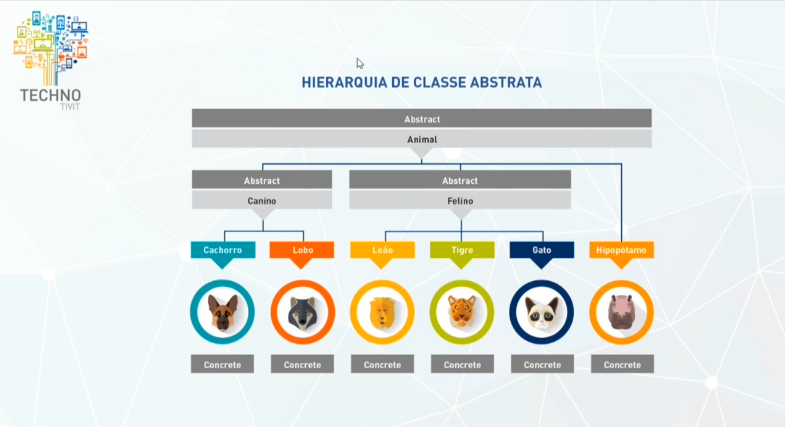 TECHNO
TIVIT
HIERARQUIA DE CLASSE ABSTRATA
Abstract
Animal
Abstract
Abstract
Canino
Felino
Cachorro
Lobo
Leão
Tigre
Gato
Hipopótamo
Concrete
Concrete
Concrete
Concrete
Concrete
Concrete